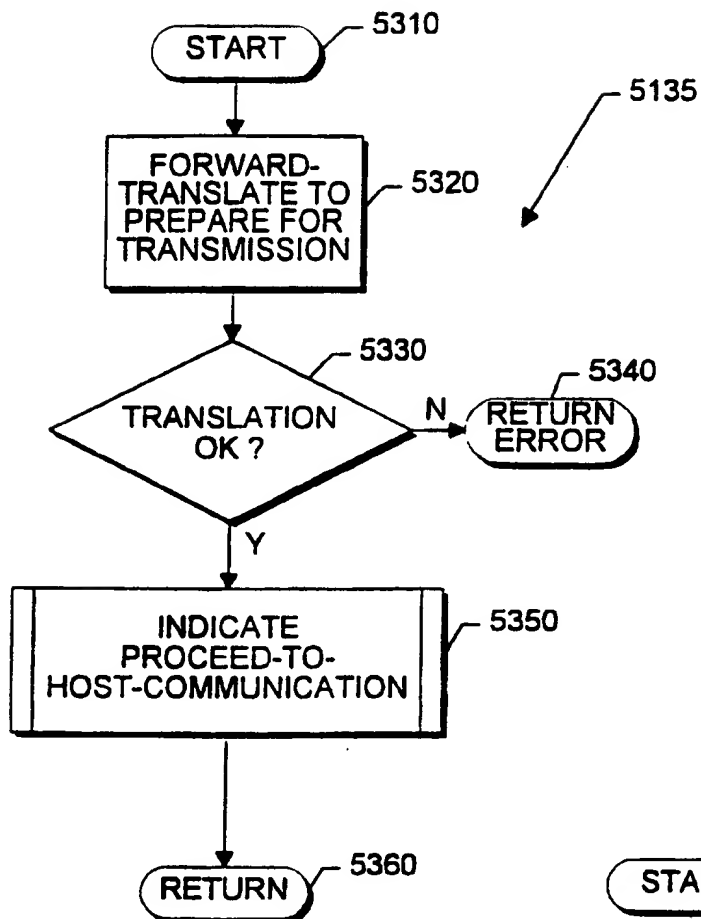 START
5310
5135
FORWARD-
TRANSLATE TO
PREPARE FOR
TRANSMISSION
5320
5330
TRANSLATION
OK ?
N
5340
RETURN
ERROR
Y
INDICATE
PROCEED-TO-
HOST-COMMUNICATION
5350
RETURN
5360
STA